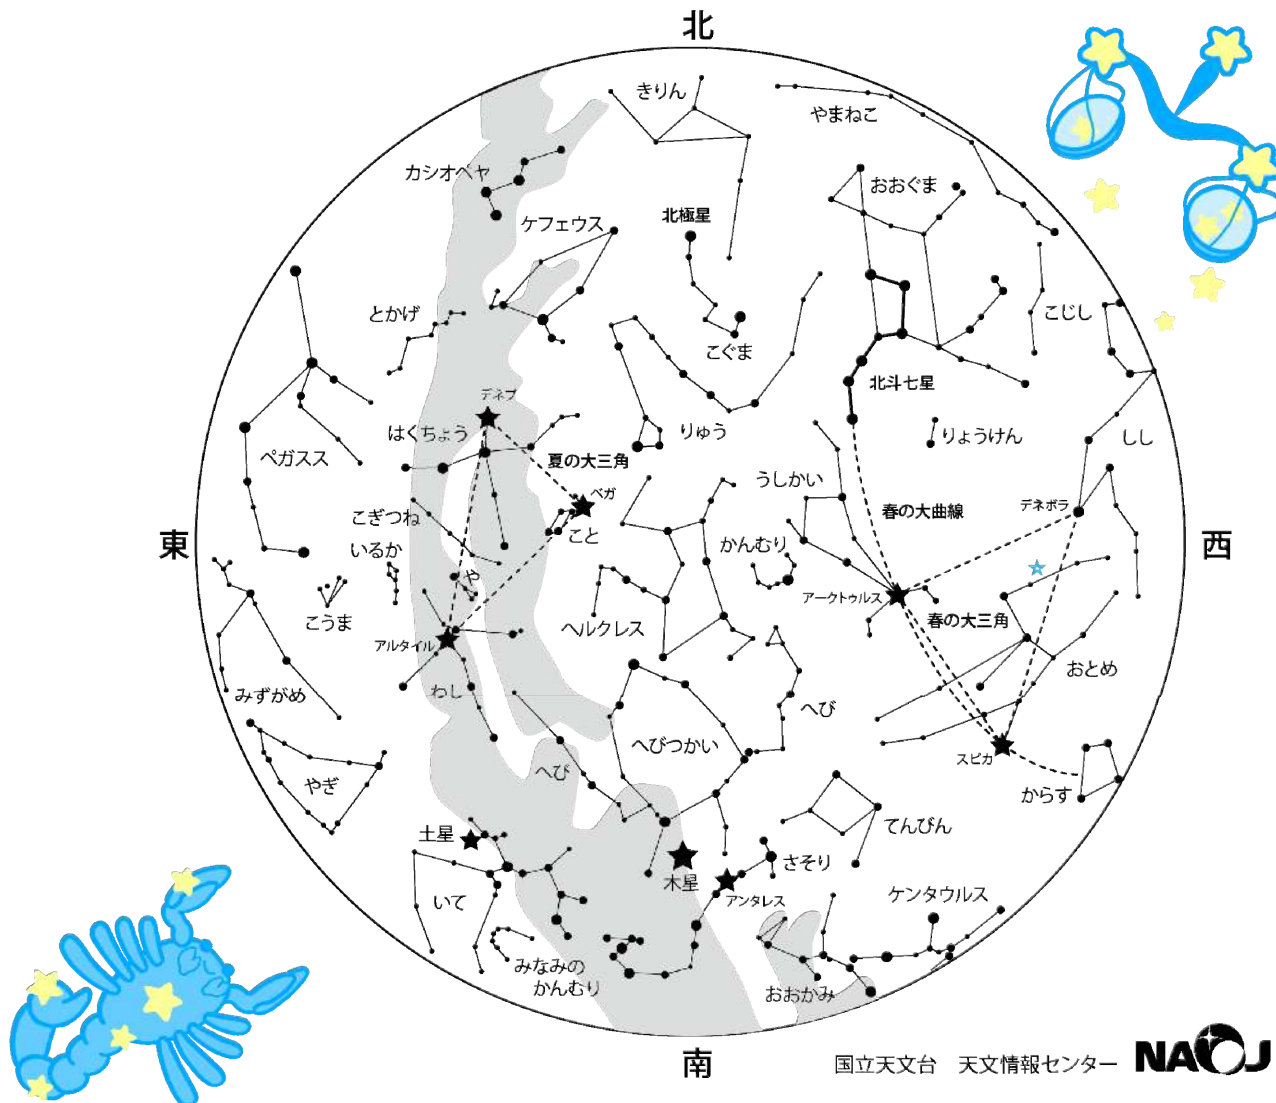 北
きりん
やまねこ
カシオペヤ
おおぐま
ケフェウス
北極星
とかげ
こじし
こぐま
北斗七星
デネブ
はくちょう
りゅう
りょうけん
しし
ペガスス
夏の大三角
うしかい
ベガ
デネボラ
こぎつね
春の大曲線
こと
東
いるか
かんむり
西
や
こうま
アークトゥルス
ヘルクレス
春の大三角
アルタイル
おとめ
みずがめ
わし
へび
へびつかい
スピカ
へび
やぎ
からす
てんびん
土星
さそり
木星
アンタレス
いて
ケンタウルス
みなみの
かんむり
おおかみ
南
国立天文台　天文情報センター
NAOJ